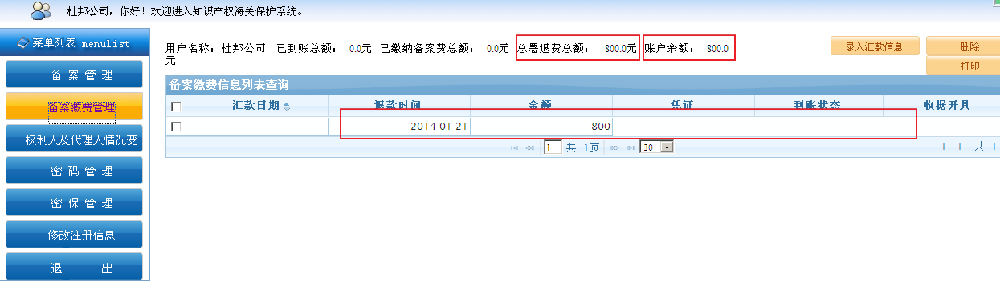 杜邦公司，你好！欢迎进入知识产权海关保护系统。
菜单列表 menulist
备 案 管 理
备案缴费管理
权利人及代理人情况变
密 码 管 理
密 保 管 理
修改注册信息
退 出
用户名称：杜邦公司 已到账总额： 0.0元 已缴纳备案费总额： 0.0元 总署退费总额： -800.0元 账户余额： 800.0
元
录入汇款信息 删除
打印
备案缴费信息列表查询
汇款日期 退款时间 金额 凭证 到账状态 收据开具
2014-01-21 -800
1 共 1页 30 1 - 1 共 1